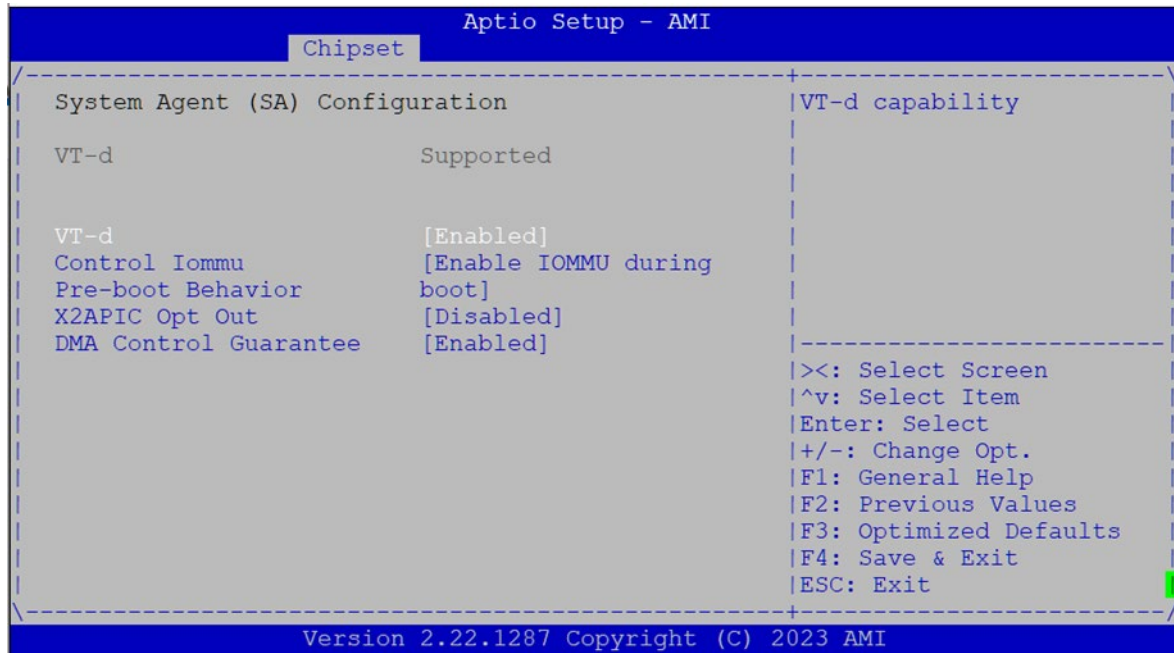 Aptio Setup - AMI
Chipset
System Agent (SA) Configuration
VT-d Supported
VT-d [Enabled]
Control Iommu [Enable IOMMU during
Pre-boot Behavior boot]
X2APIC Opt Out [Disabled]
DMA Control Guarantee [Enabled]
VT-d capability
><: Select Screen
^v: Select Item
Enter: Select
+/-: Change Opt.
F1: General Help
F2: Previous Values
F3: Optimized Defaults
F4: Save & Exit
ESC: Exit
Version 2.22.1287 Copyright (C) 2023 AMI